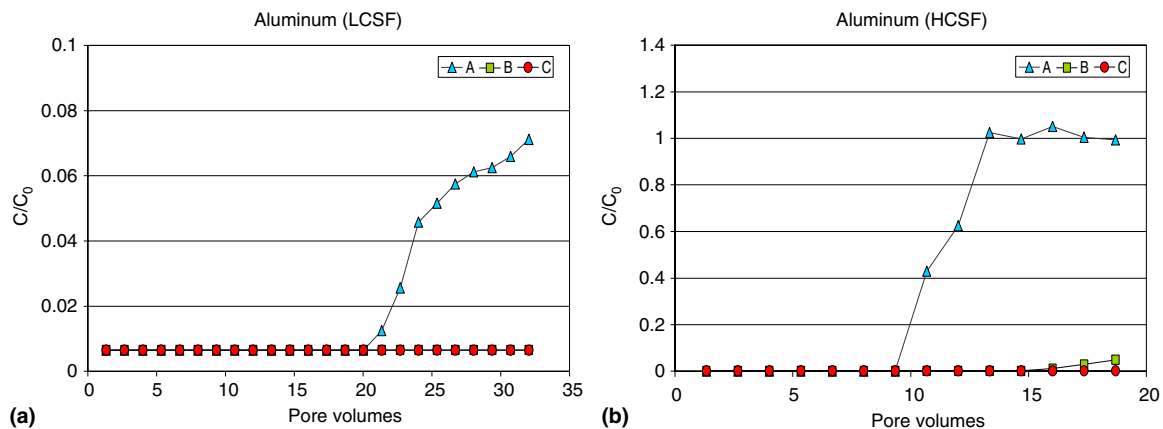 Aluminum (LCSF)
0.1
0.08
0.06
0.04
0.02
0
C/C0
A B C
0 5 10 15 20 25 30 35
Pore volumes
(a)
Aluminum (HCSF)
1.4
1.2
1
0.8
0.6
0.4
0.2
0
C/C0
A B C
0 5 10 15 20
Pore volumes
(b)